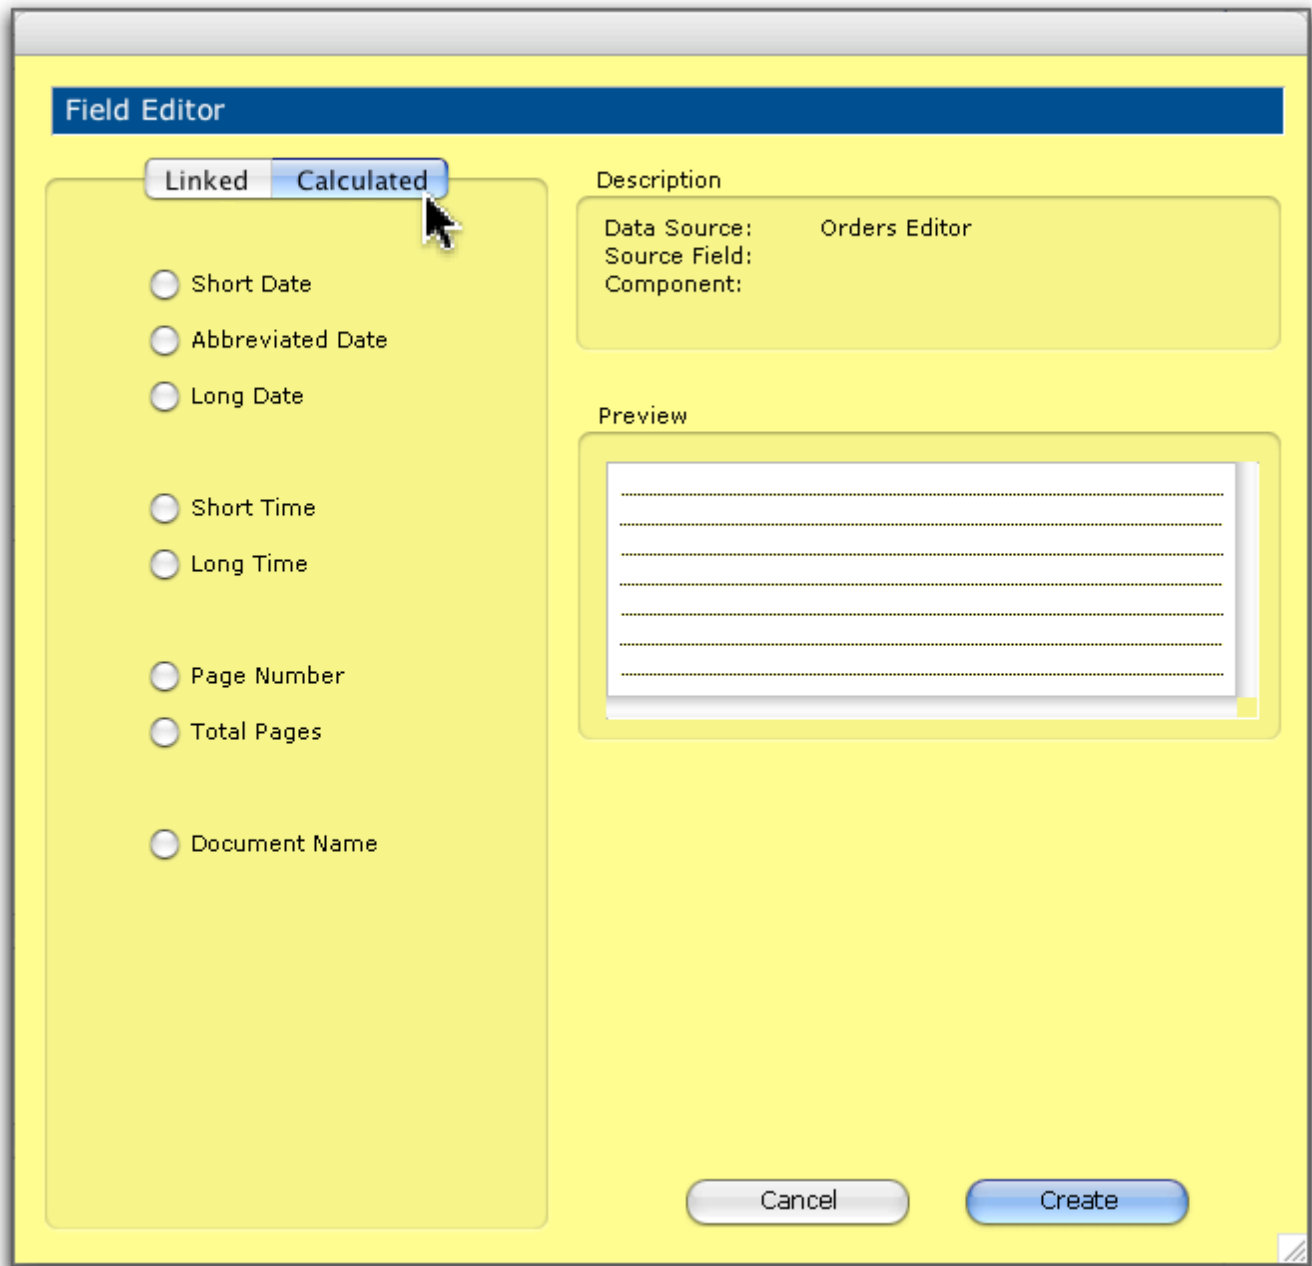 Field Editor
Linked Calculated
Short Date
Abbreviated Date
Long Date
Short Time
Long Time
Page Number
Total Pages
Document Name
Description
Data Source: Orders Editor
Source Field:
Component:
Preview
Cancel Create